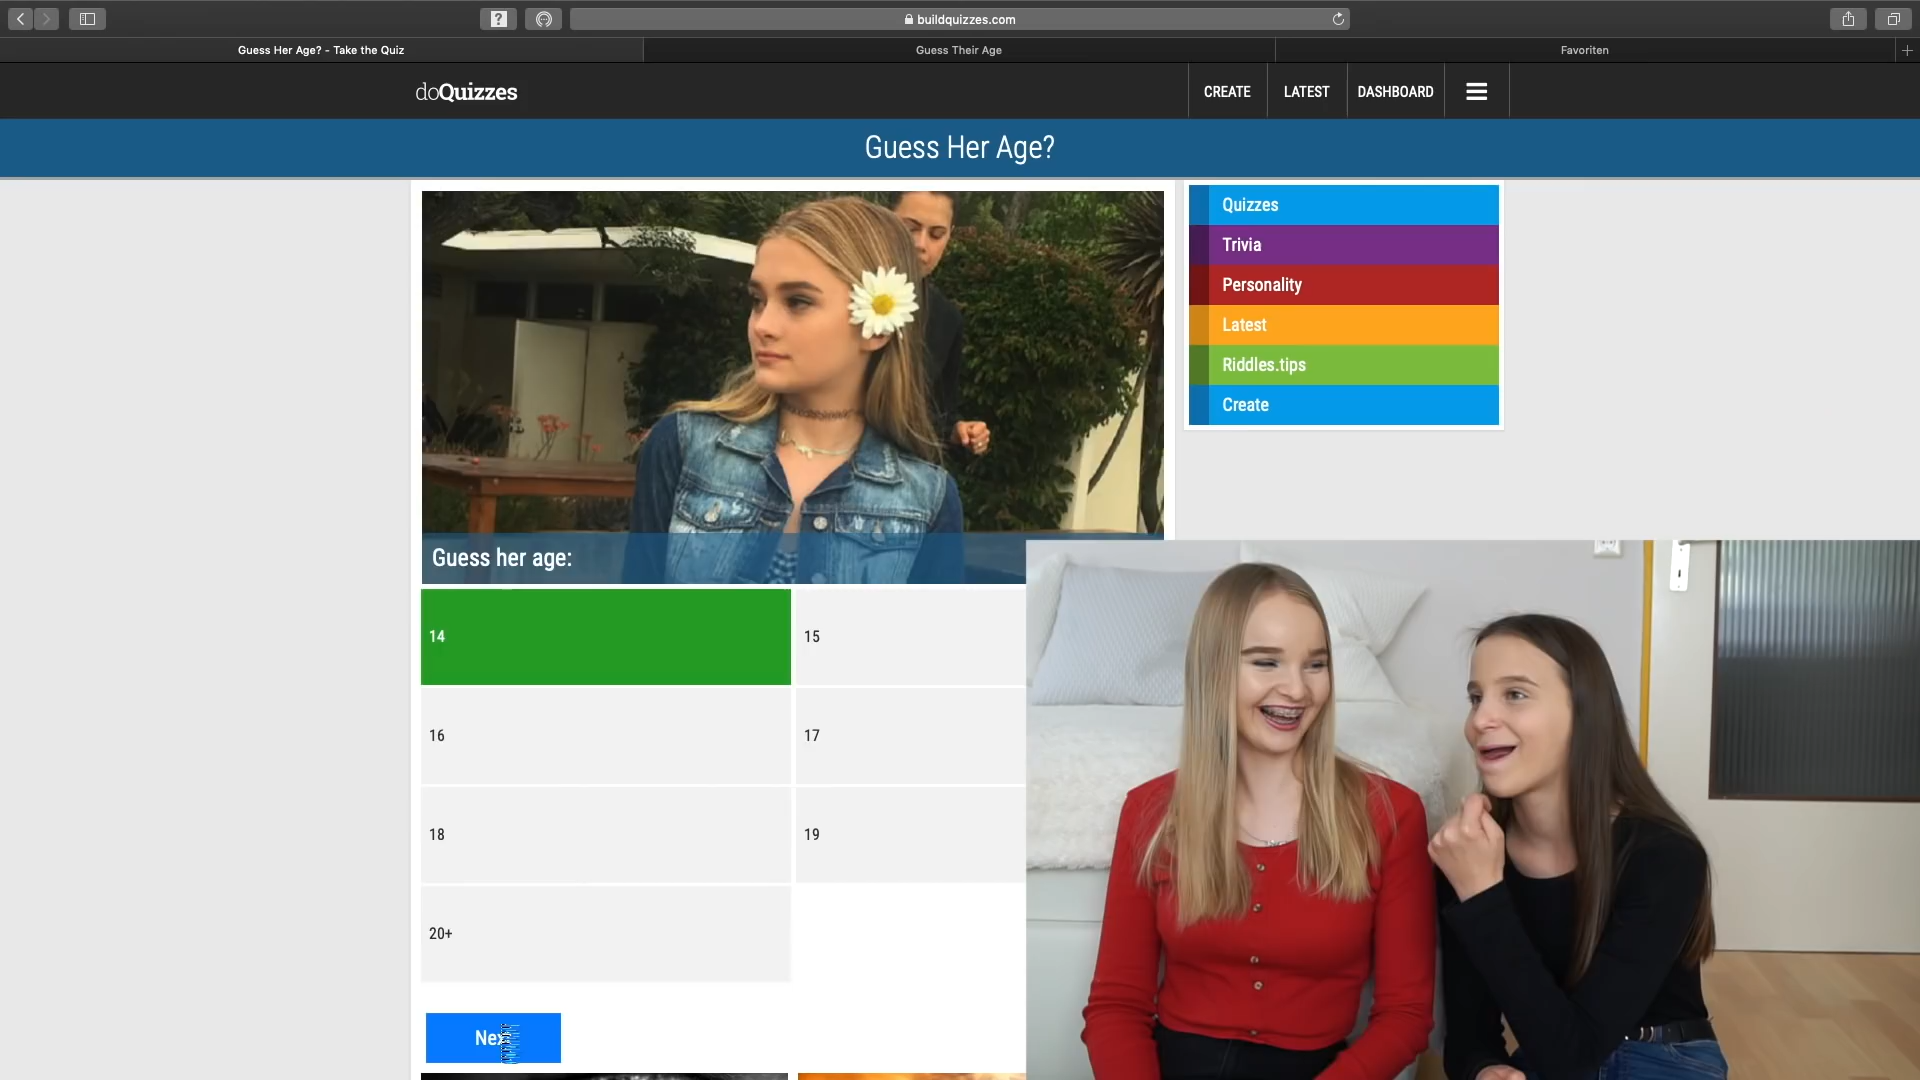 buildquizzes.com
Guess Her Age? - Take the Quiz
Guess Their Age
Favoriten
doQuizzes
CREATE
LATEST
DASHBOARD
Guess Her Age?
Quizzes
Trivia
Personality
Latest
Riddles.tips
Create
Guess her age:
14
15
16
17
18
19
20+